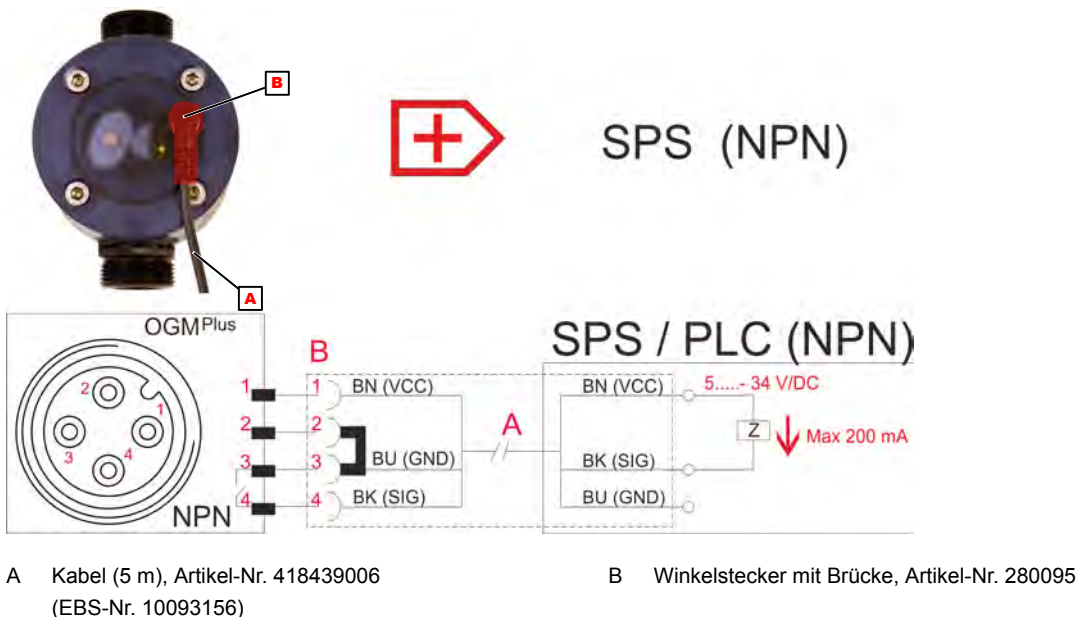 B
SPS (NPN)
A
OGM Plus
SPS / PLC (NPN)
B
2
1
3
4
1
2
3
4
NPN
1
2
3
4
BN (VCC)
BU (GND)
BK (SIG)
A
BN (VCC)
BK (SIG)
BU (GND)
5.....- 34 V/DC
Z
Max 200 mA
A Kabel (5 m), Artikel-Nr. 418439006
(EBS-Nr. 10093156)
B Winkelstecker mit Brücke, Artikel-Nr. 280095